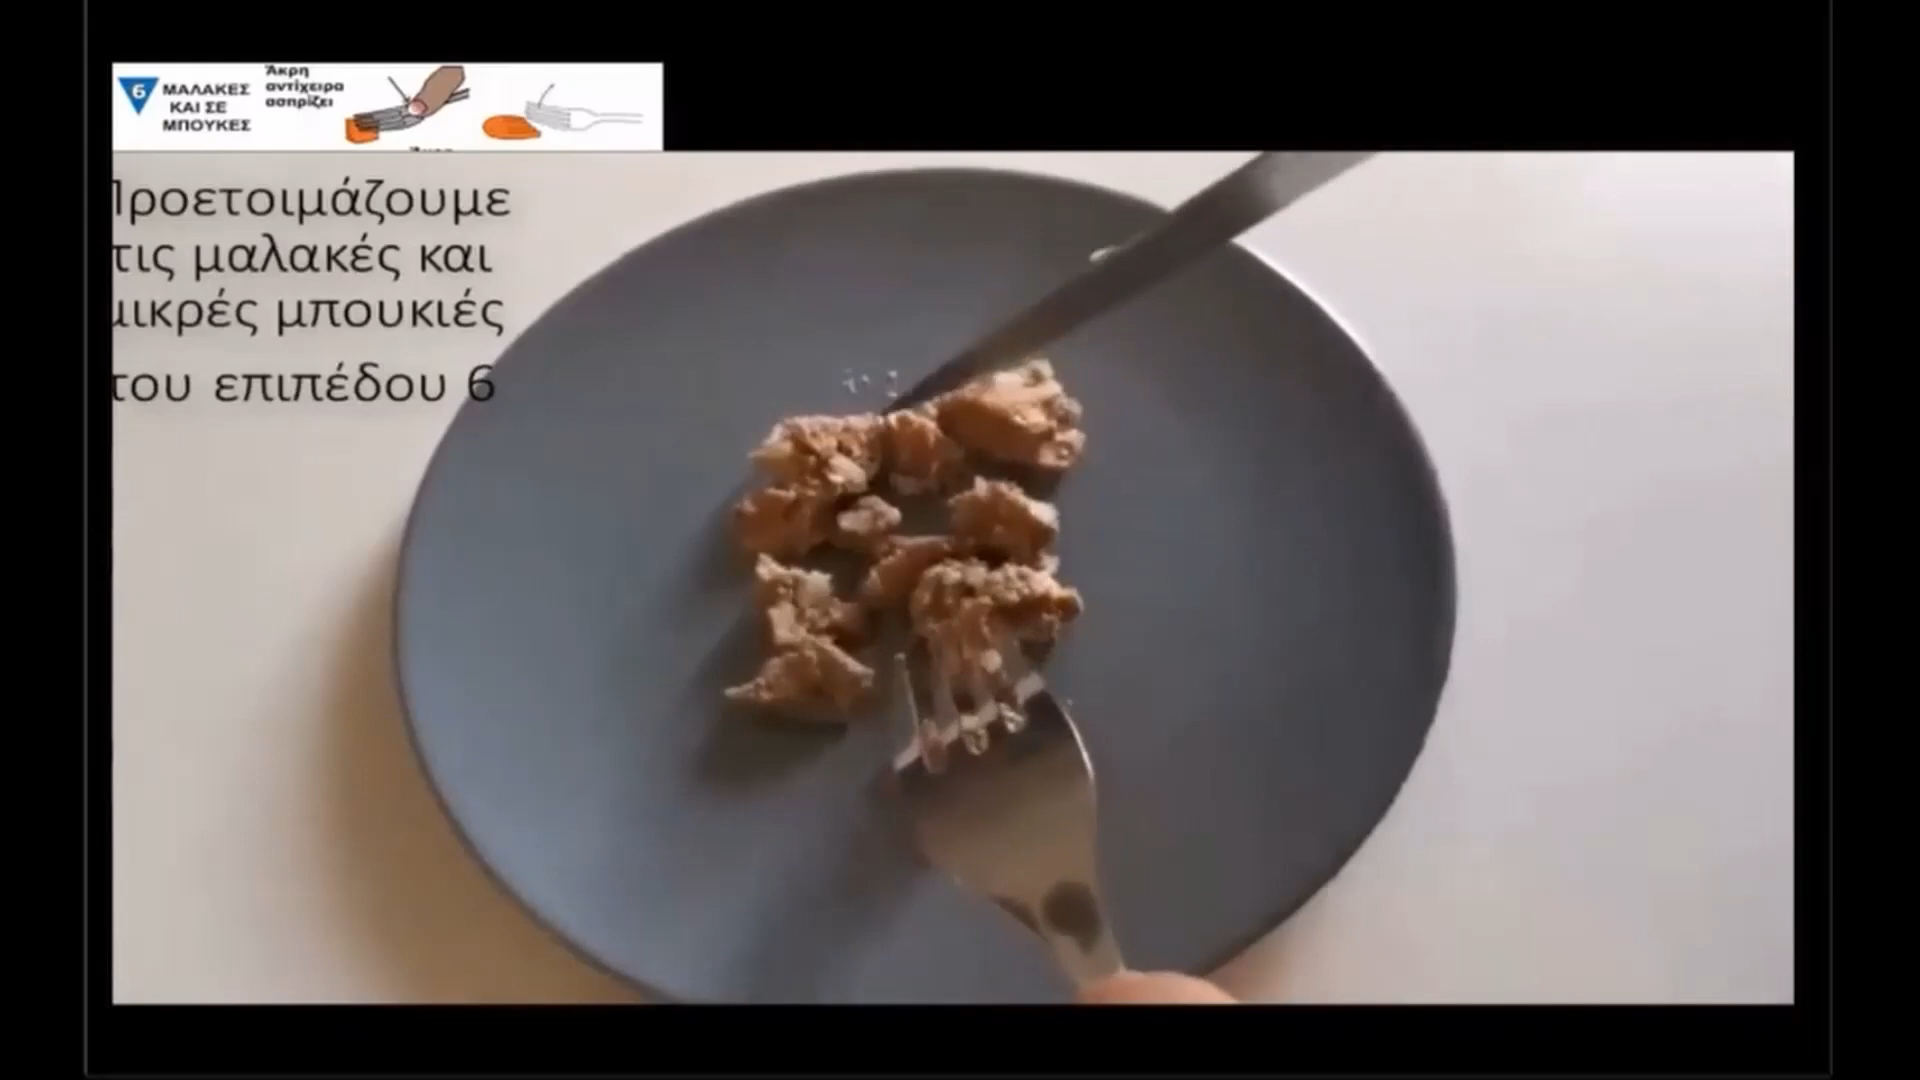 6
ΜΑΛΑΚΕΣ
ΚΑΙ ΣΕ
ΜΠΟΥΚΕΣ
Άκρη
αντίχειρα
ασπρίζει
Προετοιμάζουμε
τις μαλακές και
μικρές μπουκιές
του επιπέδου 6